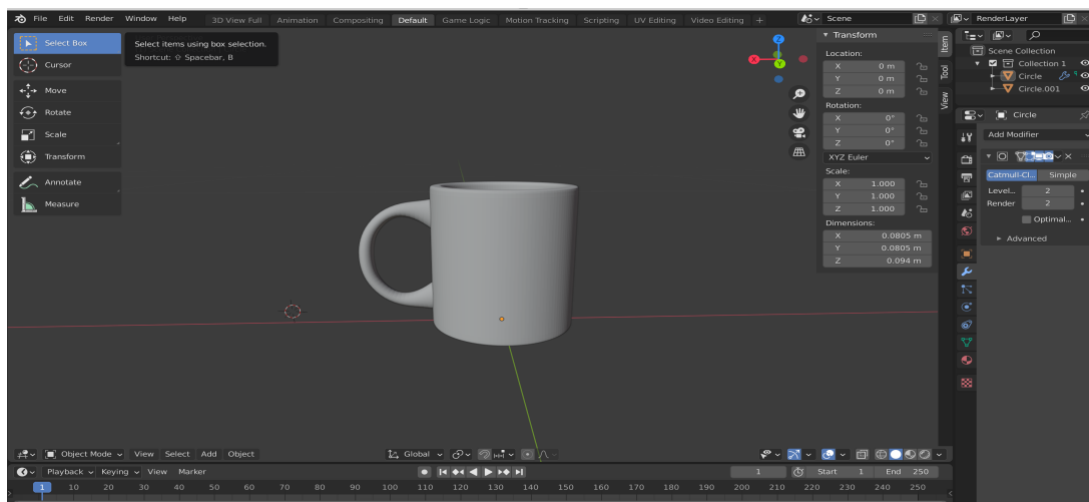 File Edit Render Window Help 3D View Full Animation Compositing Default Game Logic Motion Tracking Scripting UV Editing Video Editing + Scene RenderLayer
Select Box
Select items using box selection.
Shortcut: ⇧ Spacebar, B
Cursor
Move
Rotate
Scale
Transform
Annotate
Measure
Z
X
Y
Transform
Location:
X 0 m
Y 0 m
Z 0 m
Rotation:
X 0°
Y 0°
Z 0°
XYZ Euler
Scale:
X 1.000
Y 1.000
Z 1.000
Dimensions:
X 0.0805 m
Y 0.0805 m
Z 0.094 m
Item
Tool
View
Scene Collection
Collection 1
Circle
Circle.001
Circle
Add Modifier
Catmull-Cl... Simple
Level... 2
Render 2
Optimal...
Advanced
Object Mode View Select Add Object Global
Playback Keying View Marker 1 Start 1 End 250
1 10 20 30 40 50 60 70 80 90 100 110 120 130 140 150 160 170 180 190 200 210 220 230 240 250